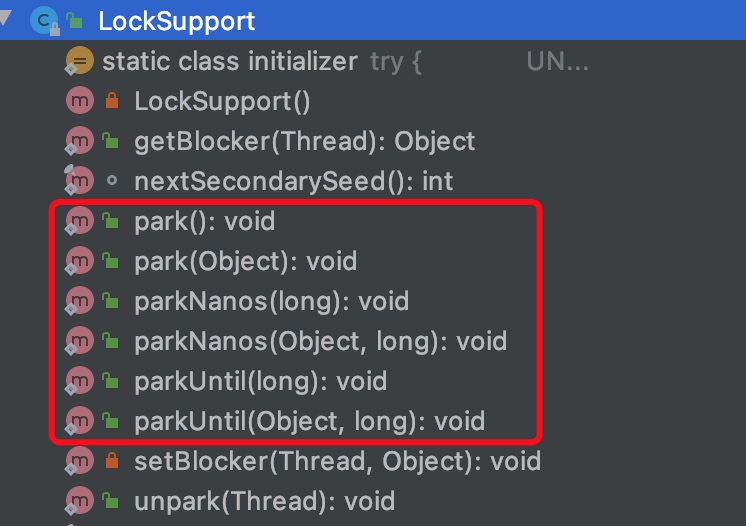 LockSupport
static class initializer try { UN...
LockSupport()
getBlocker(Thread): Object
nextSecondarySeed(): int
park(): void
park(Object): void
parkNanos(long): void
parkNanos(Object, long): void
parkUntil(long): void
parkUntil(Object, long): void
setBlocker(Thread, Object): void
unpark(Thread): void